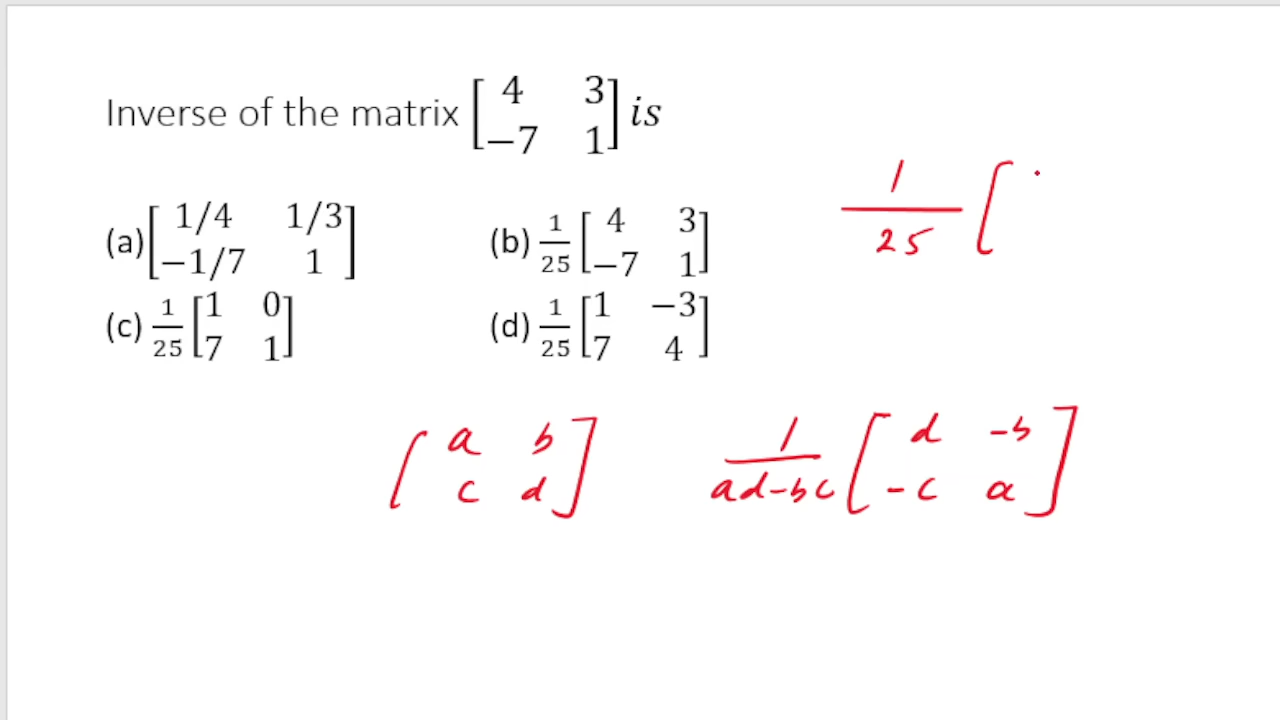 Inverse of the matrix [4 3
−7 1] is
(a) [1/4 1/3
−1/7 1]
(b) 1/25 [4 3
−7 1]
(c) 1/25 [1 0
7 1]
(d) 1/25 [1 −3
7 4]
1/25 [
[a b
c d]
1/ad-bc [d -b
-c a]